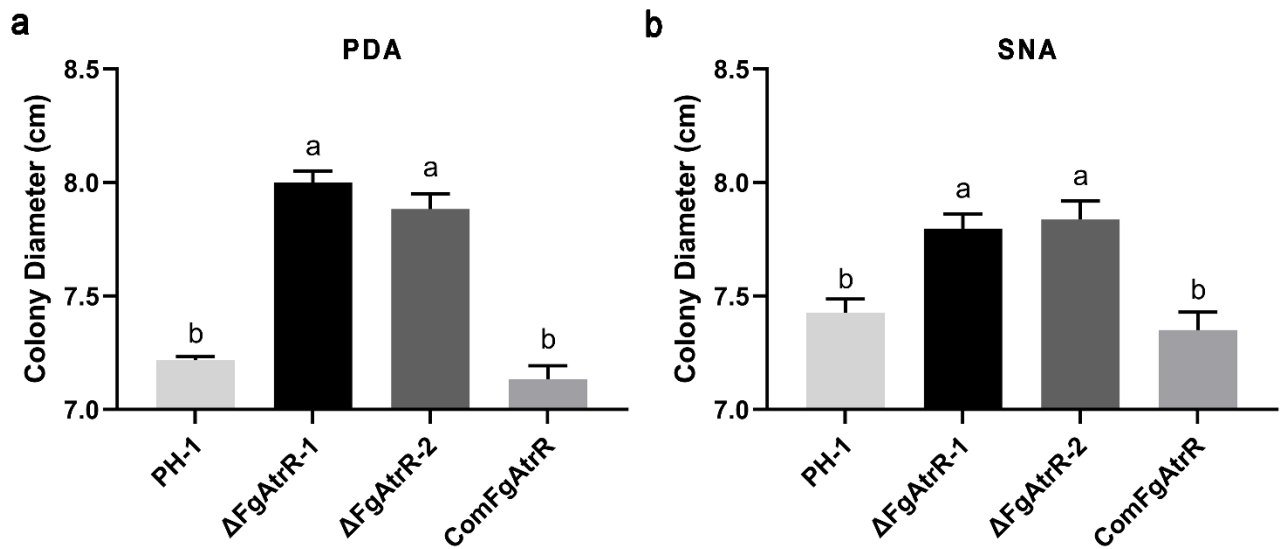 a
PDA
Colony Diameter (cm)
8.5
8.0
7.5
7.0
b
a
a
b
PH-1
ΔFgAtrR-1
ΔFgAtrR-2
ComFgAtrR
b
SNA
Colony Diameter (cm)
8.5
8.0
7.5
7.0
b
a
a
b
PH-1
ΔFgAtrR-1
ΔFgAtrR-2
ComFgAtrR